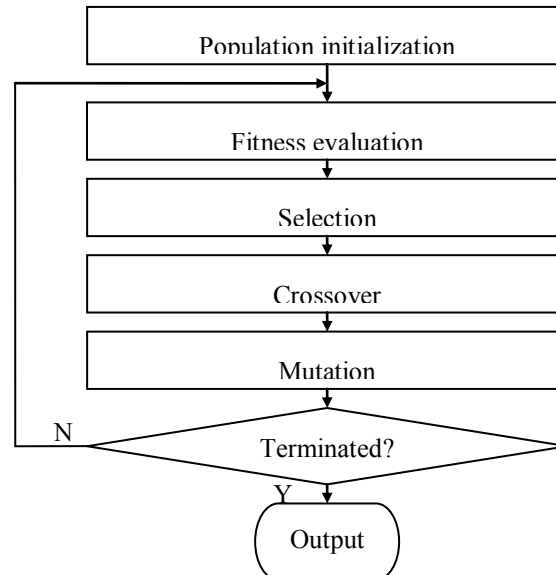 Population initialization
Fitness evaluation
Selection
Crossover
Mutation
N
Terminated?
Y
Output